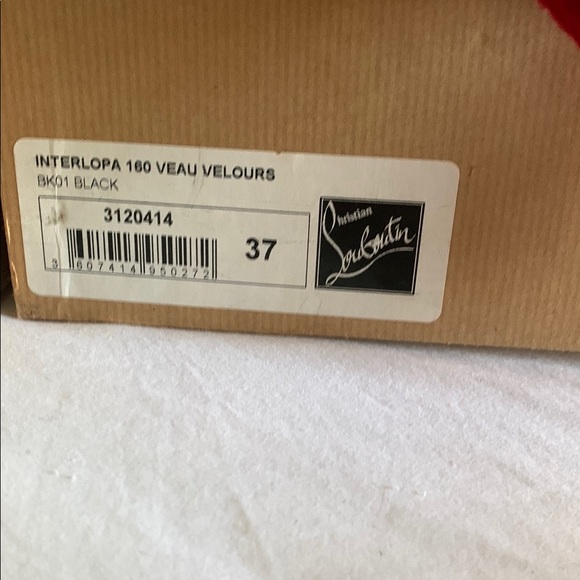 INTERLOPA 160 VEAU VELOURS
BK01 BLACK
3120414
37
3 607414 950272
Christian
Louboutin